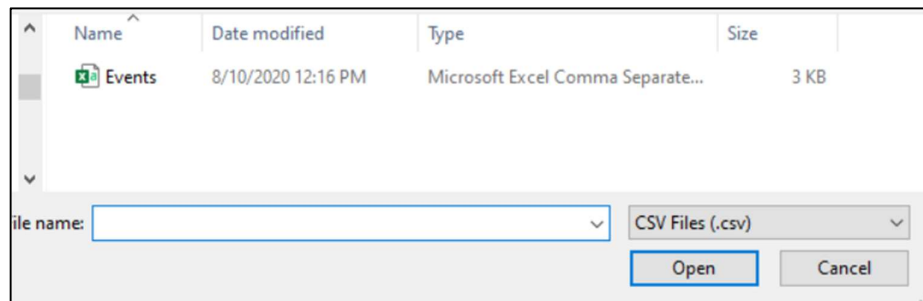 Name Date modified Type Size
Events 8/10/2020 12:16 PM Microsoft Excel Comma Separate... 3 KB
ile name: CSV Files (.csv)
Open Cancel